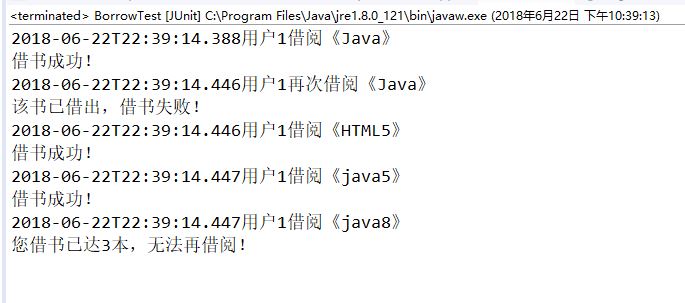 <terminated> BorrowTest [JUnit] C:\Program Files\Java\jre1.8.0_121\bin\javaw.exe (2018年6月22日 下午10:39:13)
2018-06-22T22:39:14.388用户1借阅《Java》
借书成功！
2018-06-22T22:39:14.446用户1再次借阅《Java》
该书已借出，借书失败！
2018-06-22T22:39:14.446用户1借阅《HTML5》
借书成功！
2018-06-22T22:39:14.447用户1借阅《java5》
借书成功！
2018-06-22T22:39:14.447用户1借阅《java8》
您借书已达3本，无法再借阅！